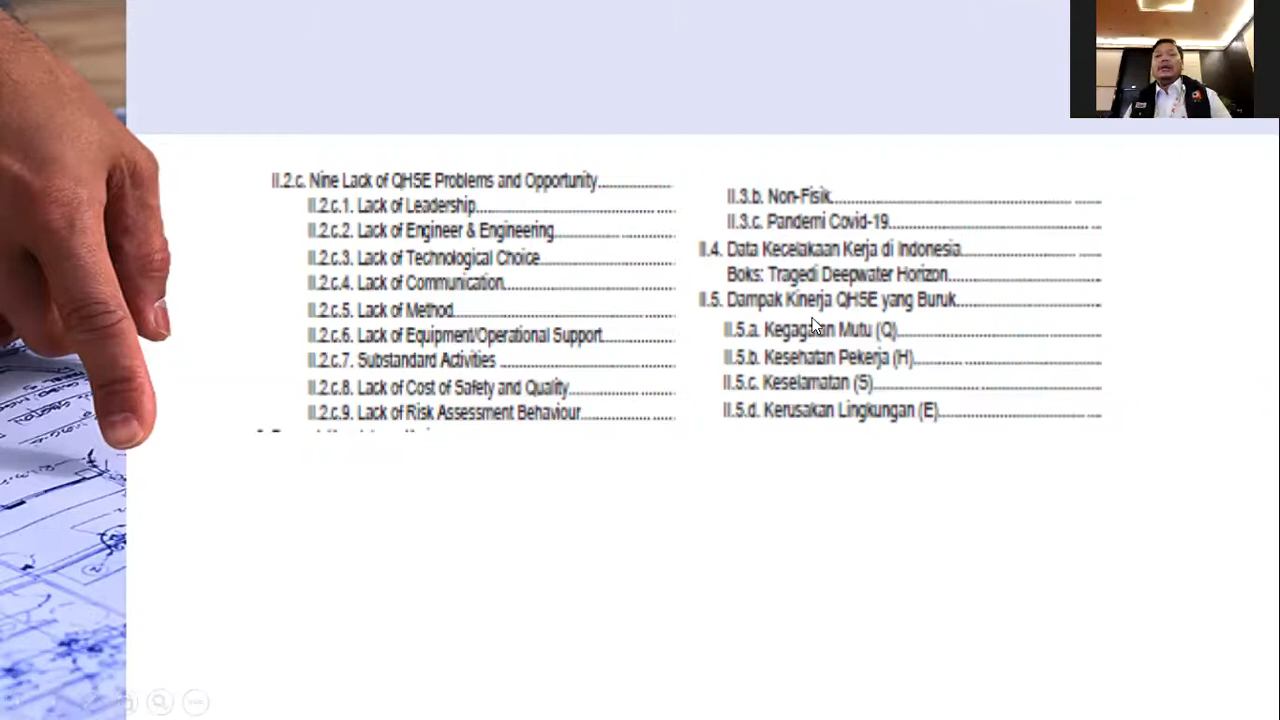 II.2.c. Nine Lack of QHSE Problems and Opportunity
II.2.c.1. Lack of Leadership
II.2.c.2. Lack of Engineer & Engineering
II.2.c.3. Lack of Technological Choice
II.2.c.4. Lack of Communication
II.2.c.5. Lack of Method
II.2.c.6. Lack of Equipment/Operational Support
II.2.c.7. Substandard Activities
II.2.c.8. Lack of Cost of Safety and Quality
II.2.c.9. Lack of Risk Assessment Behaviour
II.3.b. Non-Fisik
II.3.c. Pandemi Covid-19
II.4. Data Kecelakaan Kerja di Indonesia
Boks: Tragedi Deepwater Horizon
II.5. Dampak Kinerja QHSE yang Buruk
II.5.a. Kegagalan Mutu (Q)
II.5.b. Kesehatan Pekerja (H)
II.5.c. Keselamatan (S)
II.5.d. Kerusakan Lingkungan (E)